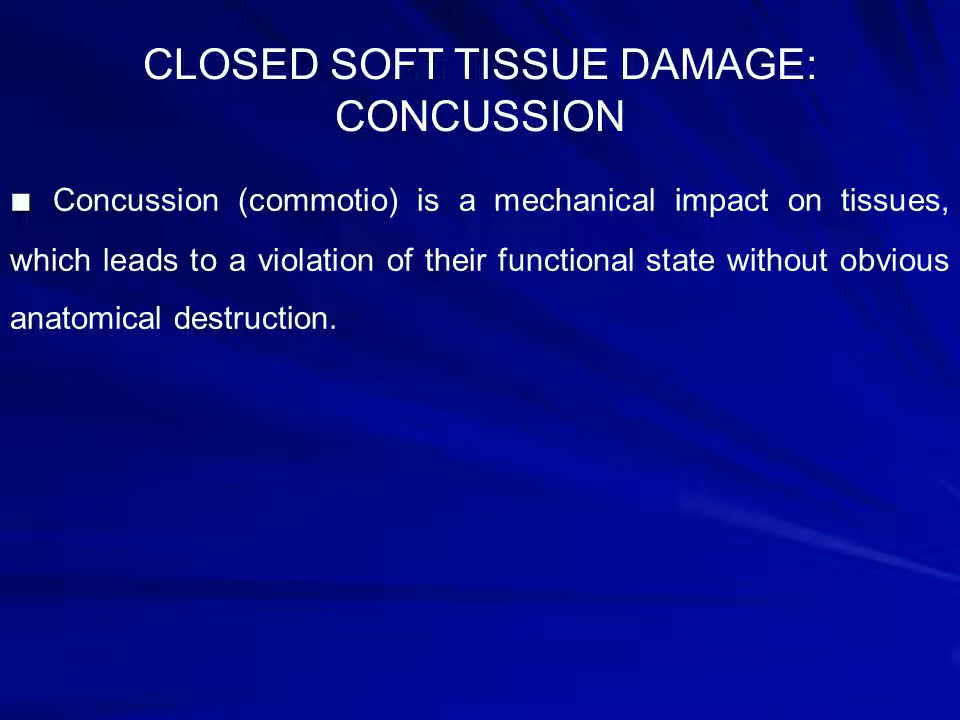 CLOSED SOFT TISSUE DAMAGE:
CONCUSSION
■ Concussion (commotio) is a mechanical impact on tissues,
which leads to a violation of their functional state without obvious
anatomical destruction.